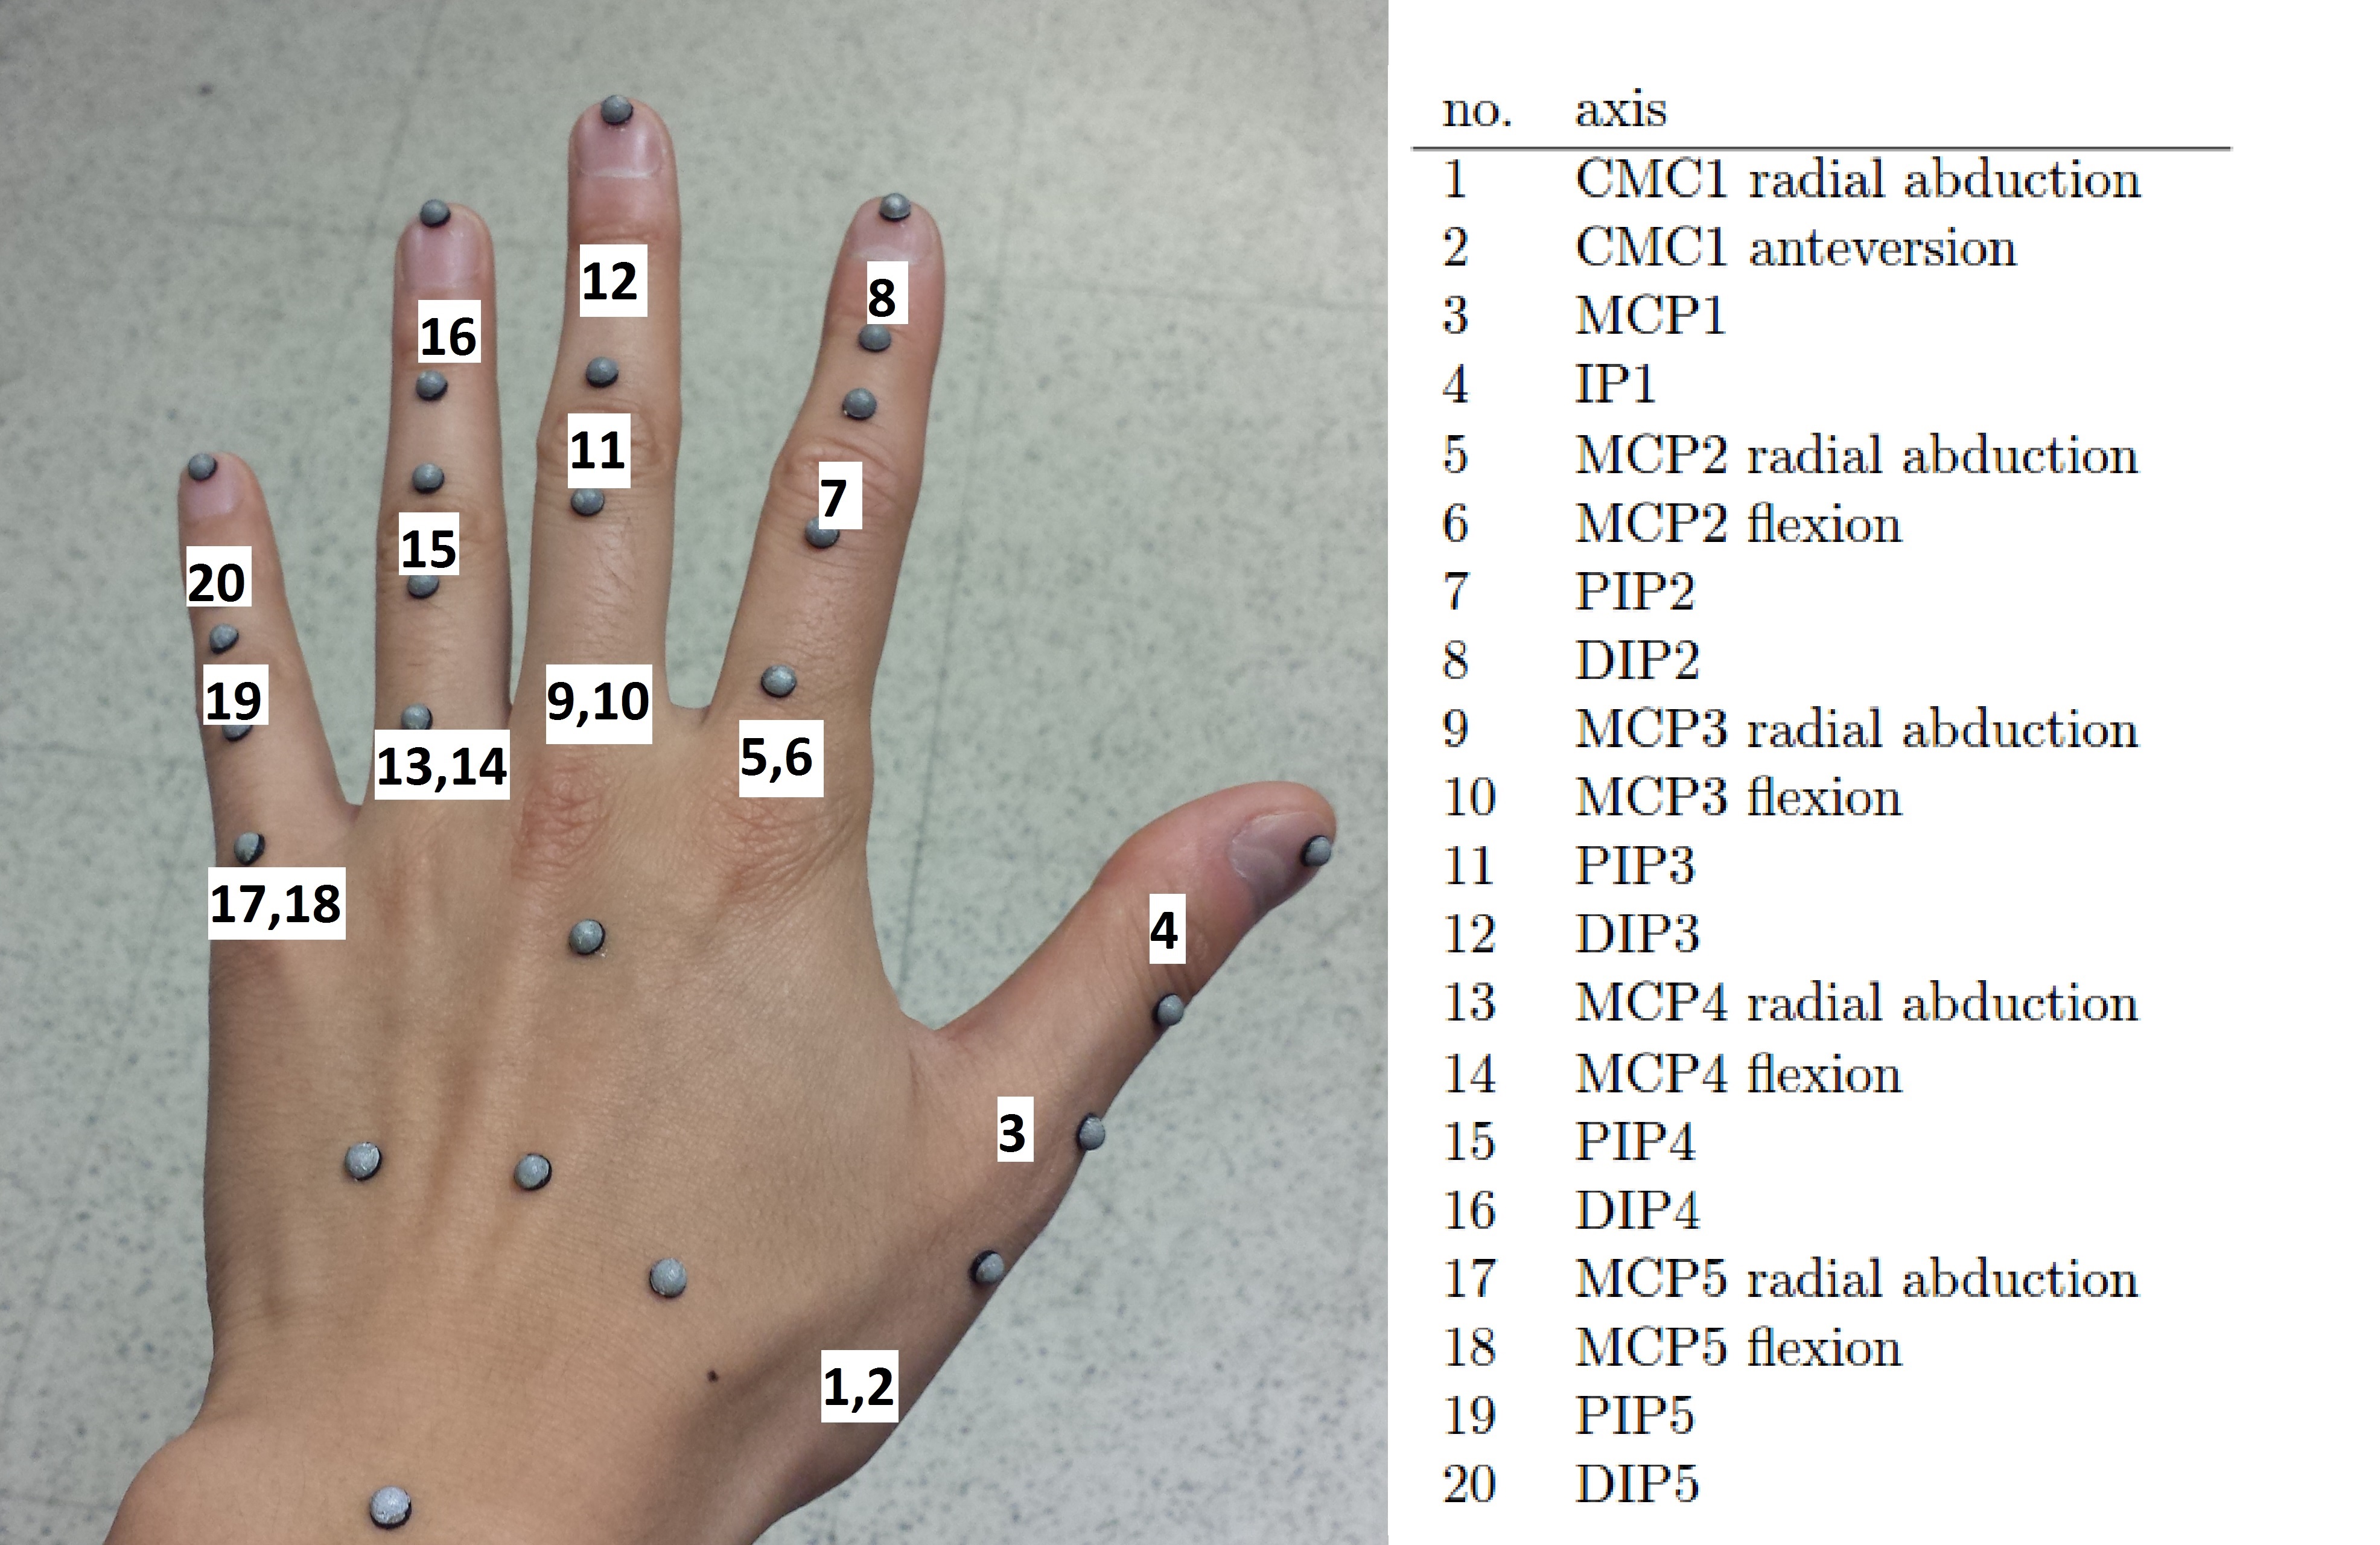 12
8
16
11
7
15
20
19
9,10
5,6
13,14
17,18
4
3
1,2
no. axis
1 CMC1 radial abduction
2 CMC1 anteversion
3 MCP1
4 IP1
5 MCP2 radial abduction
6 MCP2 flexion
7 PIP2
8 DIP2
9 MCP3 radial abduction
10 MCP3 flexion
11 PIP3
12 DIP3
13 MCP4 radial abduction
14 MCP4 flexion
15 PIP4
16 DIP4
17 MCP5 radial abduction
18 MCP5 flexion
19 PIP5
20 DIP5